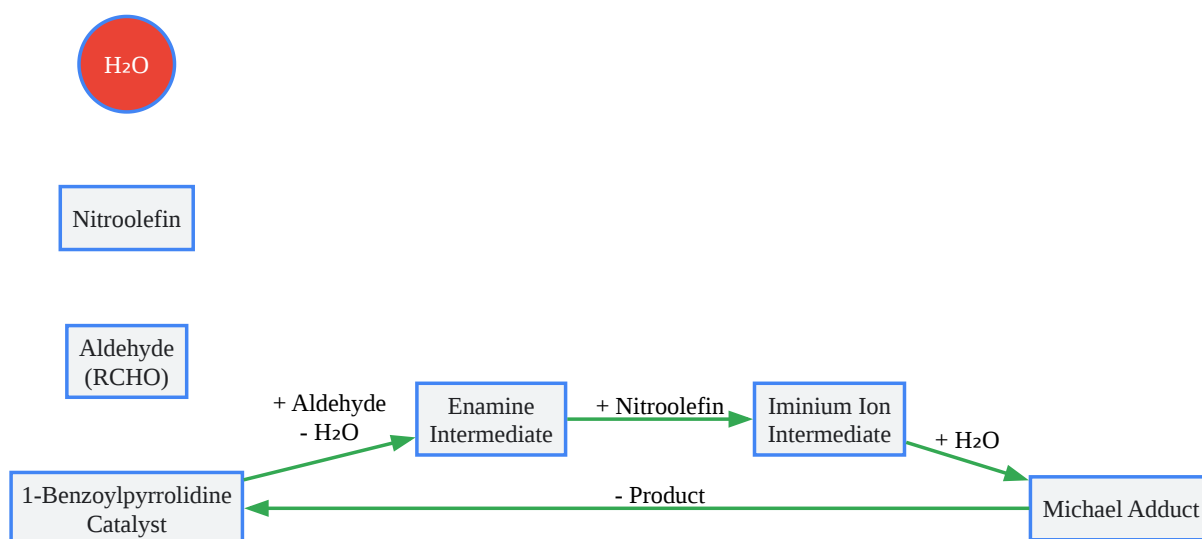 H₂O
Nitroolefin
Aldehyde
(RCHO)
+ Aldehyde
- H₂O
Enamine
Intermediate
+ Nitroolefin
Iminium Ion
Intermediate
+ H₂O
1-Benzoylpyrrolidine
Catalyst
- Product
Michael Adduct